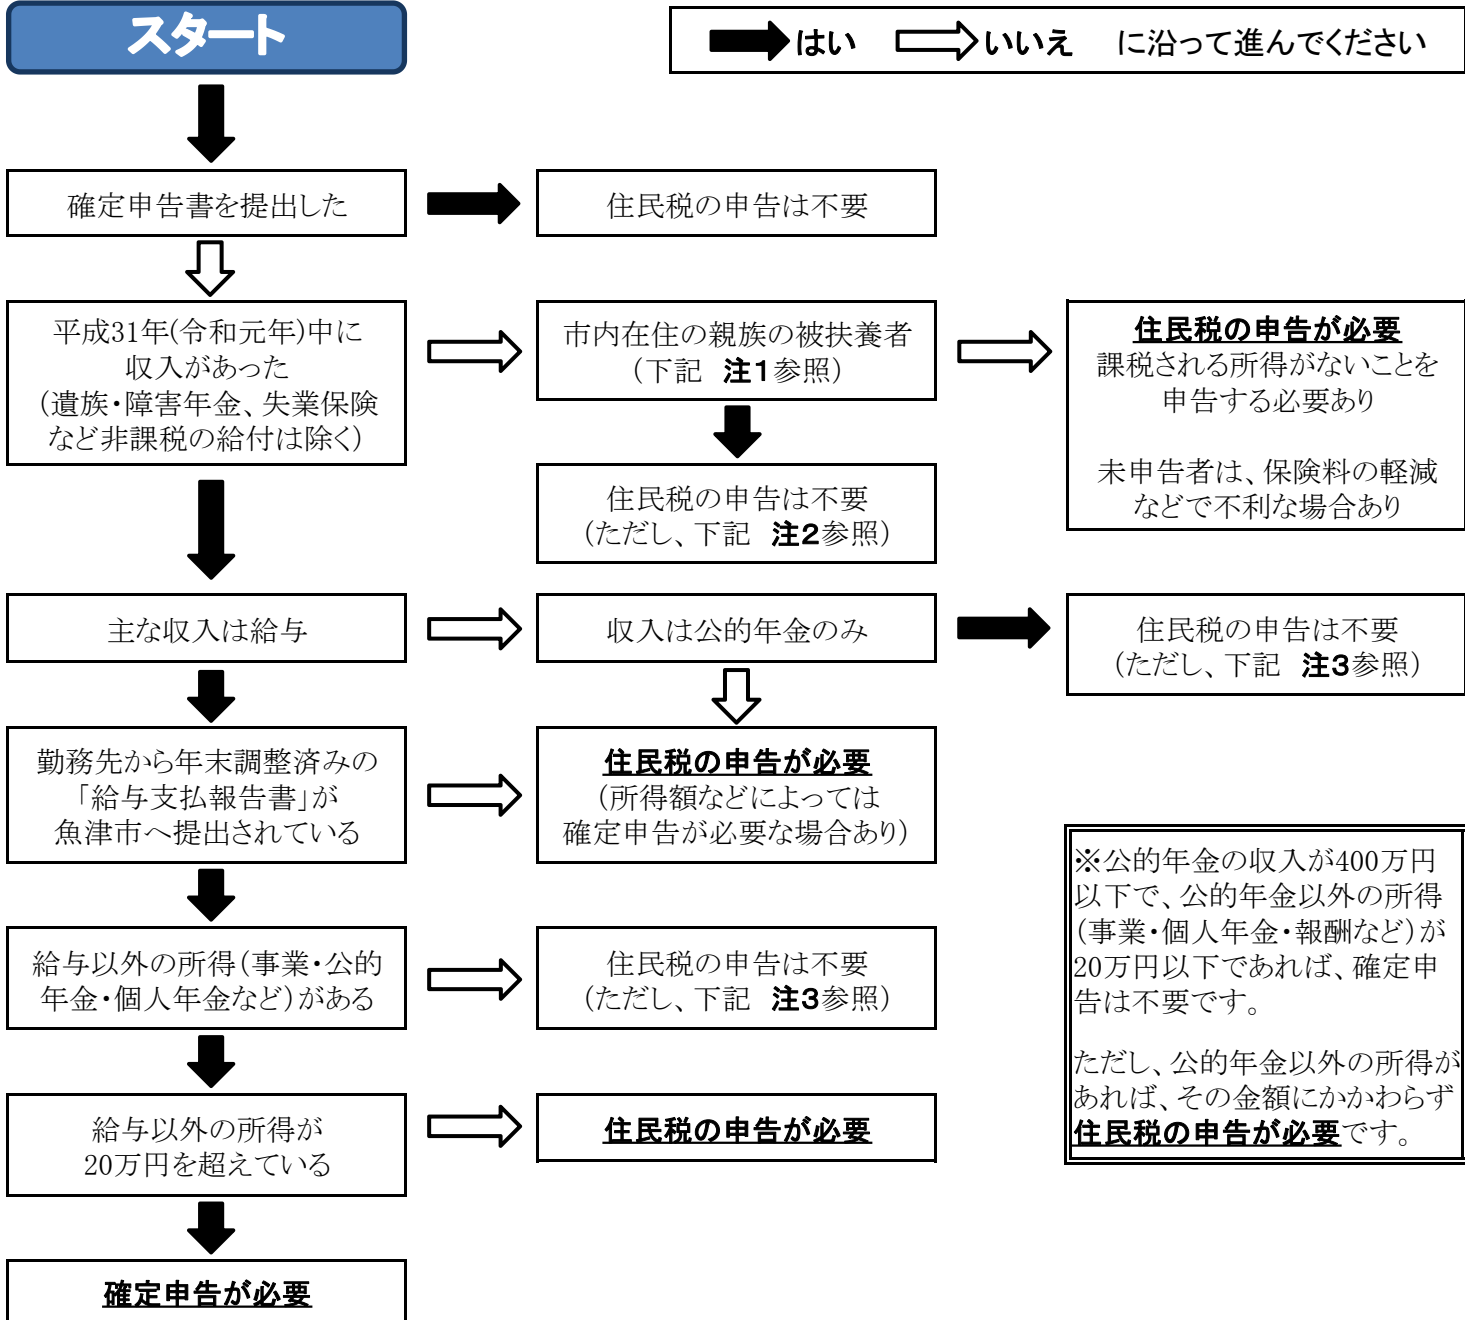 スタート
はい いいえ に沿って進んでください
確定申告書を提出した
住民税の申告は不要
平成31年(令和元年)中に
収入があった
(遺族・障害年金、失業保険
など非課税の給付は除く)
市内在住の親族の被扶養者
(下記 注1参照)
住民税の申告が必要
課税される所得がないことを
申告する必要あり
未申告者は、保険料の軽減
などで不利な場合あり
住民税の申告は不要
(ただし、下記 注2参照)
主な収入は給与
収入は公的年金のみ
住民税の申告は不要
(ただし、下記 注3参照)
勤務先から年末調整済みの
「給与支払報告書」が
魚津市へ提出されている
住民税の申告が必要
(所得額などによっては
確定申告が必要な場合あり)
給与以外の所得(事業・公的
年金・個人年金など)がある
住民税の申告は不要
(ただし、下記 注3参照)
※公的年金の収入が400万円
以下で、公的年金以外の所得
(事業・個人年金・報酬など)が
20万円以下であれば、確定申
告は不要です。
ただし、公的年金以外の所得が
あれば、その金額にかかわらず
住民税の申告が必要です。
給与以外の所得が
20万円を超えている
住民税の申告が必要
確定申告が必要